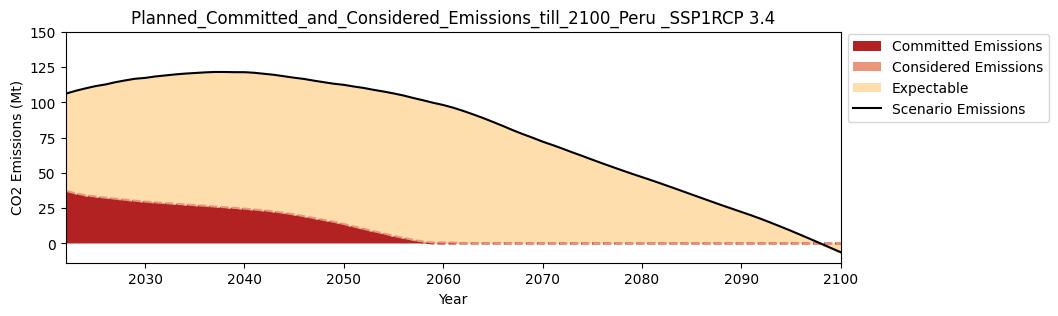 Planned_Committed_and_Considered_Emissions_till_2100_Peru _SSP1RCP 3.4
150
125
100
75
50
25
0
CO2 Emissions (Mt)
2030 2040 2050 2060 2070 2080 2090 2100
Year
Committed Emissions
Considered Emissions
Expectable
Scenario Emissions